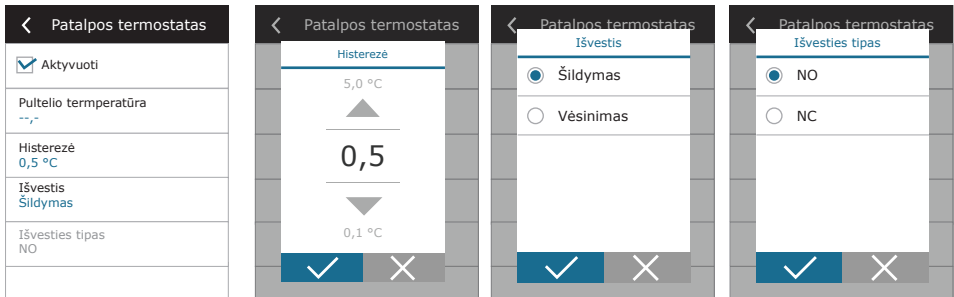 Patalpos termostatas
Aktyvuoti
Pultelio termperatūra
--,-
Histerezė
0,5 °C
Išvestis
Šildymas
Išvesties tipas
NO
Patalpos termostatas
Histerezė
5,0 °C
0,5
0,1 °C
Patalpos termostatas
Išvestis
Šildymas
Vėsinimas
Patalpos termostatas
Išvesties tipas
NO
NC